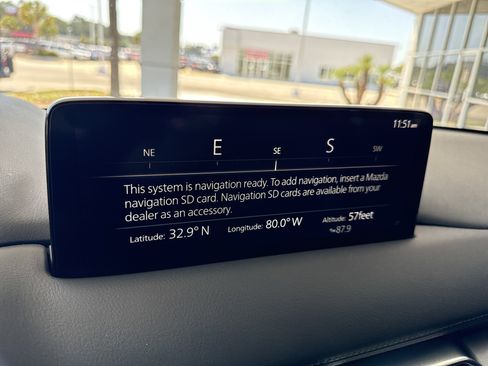 11:51 AM
NE E SE S SW
This system is navigation ready. To add navigation, insert a Mazda
navigation SD card. Navigation SD cards are available from your
dealer as an accessory.
Latitude: 32.9° N Longitude: 80.0° W Altitude: 57feet
87.9